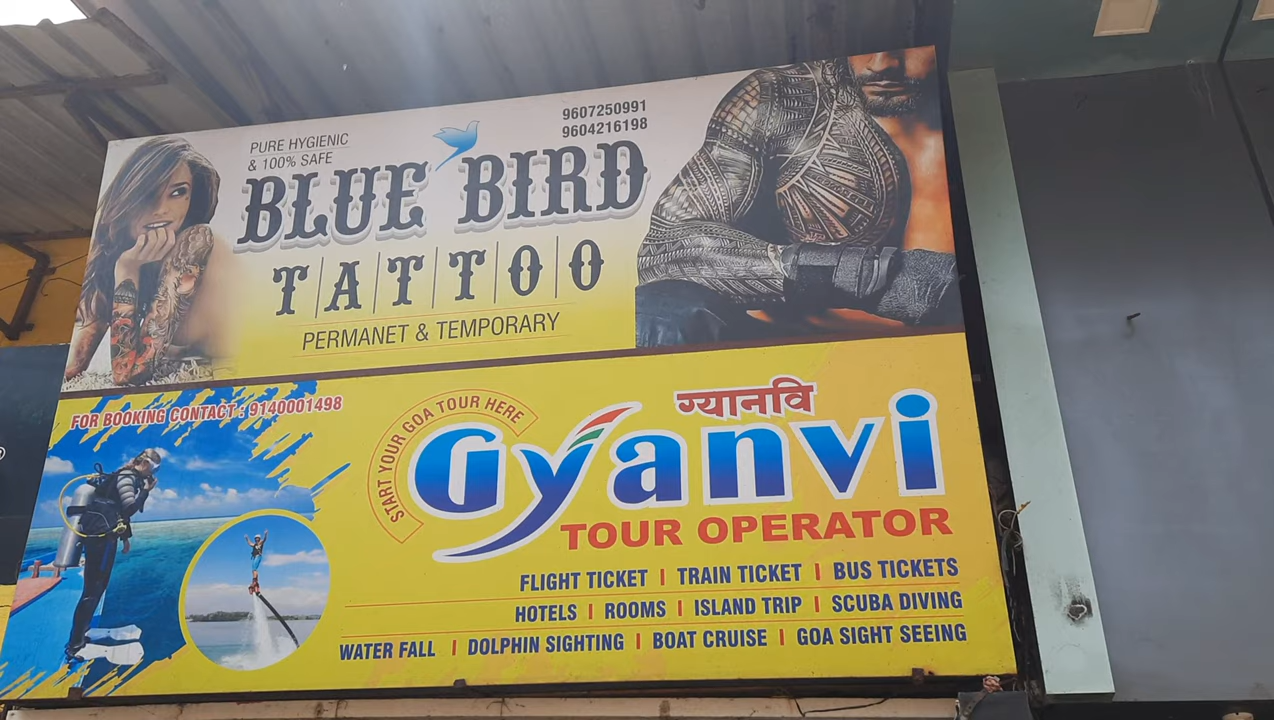 PURE HYGIENIC
& 100% SAFE
9607250991
9604216198
BLUE BIRD
TATTOO
PERMANET & TEMPORARY
FOR BOOKING CONTACT : 9140001498
START YOUR GOA TOUR HERE
ग्यानवि
Gyanvi
TOUR OPERATOR
FLIGHT TICKET | TRAIN TICKET | BUS TICKETS
HOTELS | ROOMS | ISLAND TRIP | SCUBA DIVING
WATER FALL | DOLPHIN SIGHTING | BOAT CRUISE | GOA SIGHT SEEING